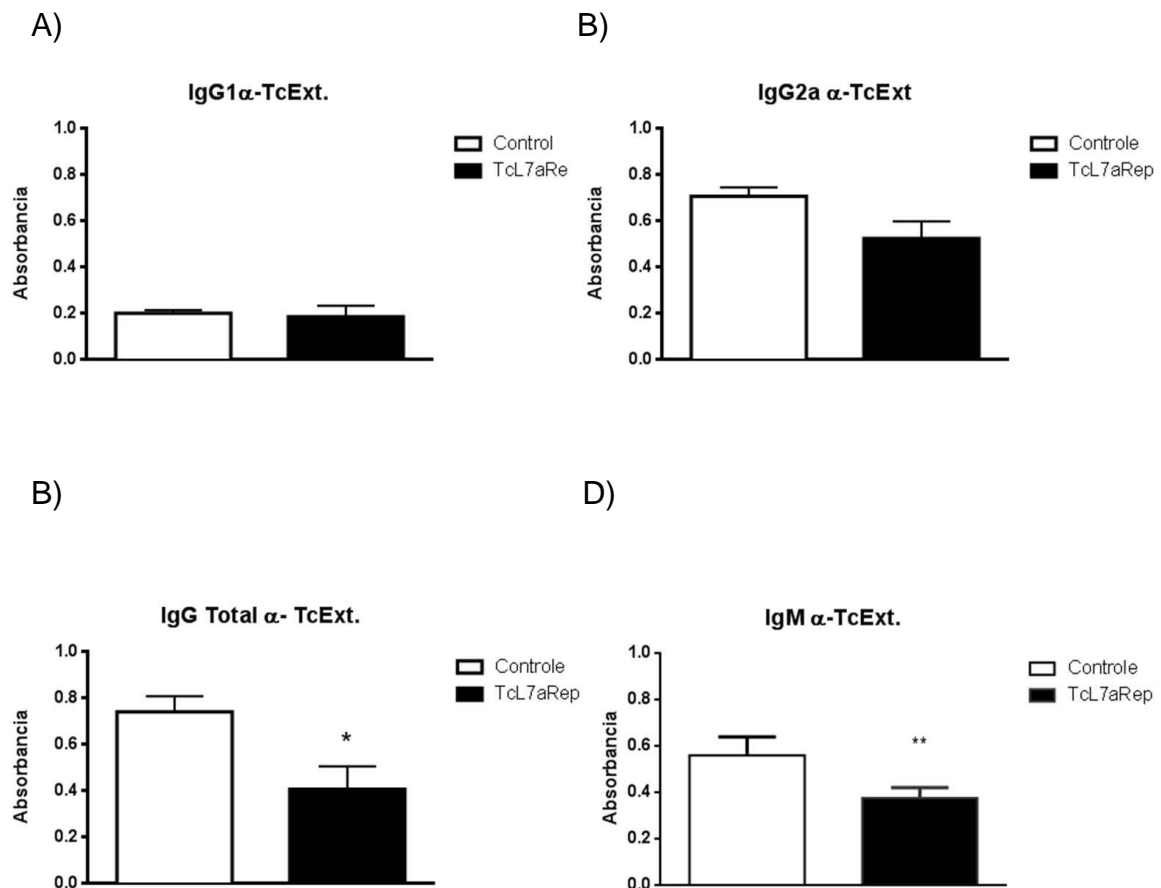 A)
IgG1α-TcExt.
Absorbancia
1.0
0.8
0.6
0.4
0.2
0.0
Control
TcL7aRe
B)
IgG2a α-TcExt
Absorbancia
1.0
0.8
0.6
0.4
0.2
0.0
Controle
TcL7aRep
B)
IgG Total α- TcExt.
Absorbancia
1.0
0.8
0.6
0.4
0.2
0.0
*
Controle
TcL7aRep
D)
IgM α-TcExt.
Absorbancia
1.0
0.8
0.6
0.4
0.2
0.0
**
Controle
TcL7aRep